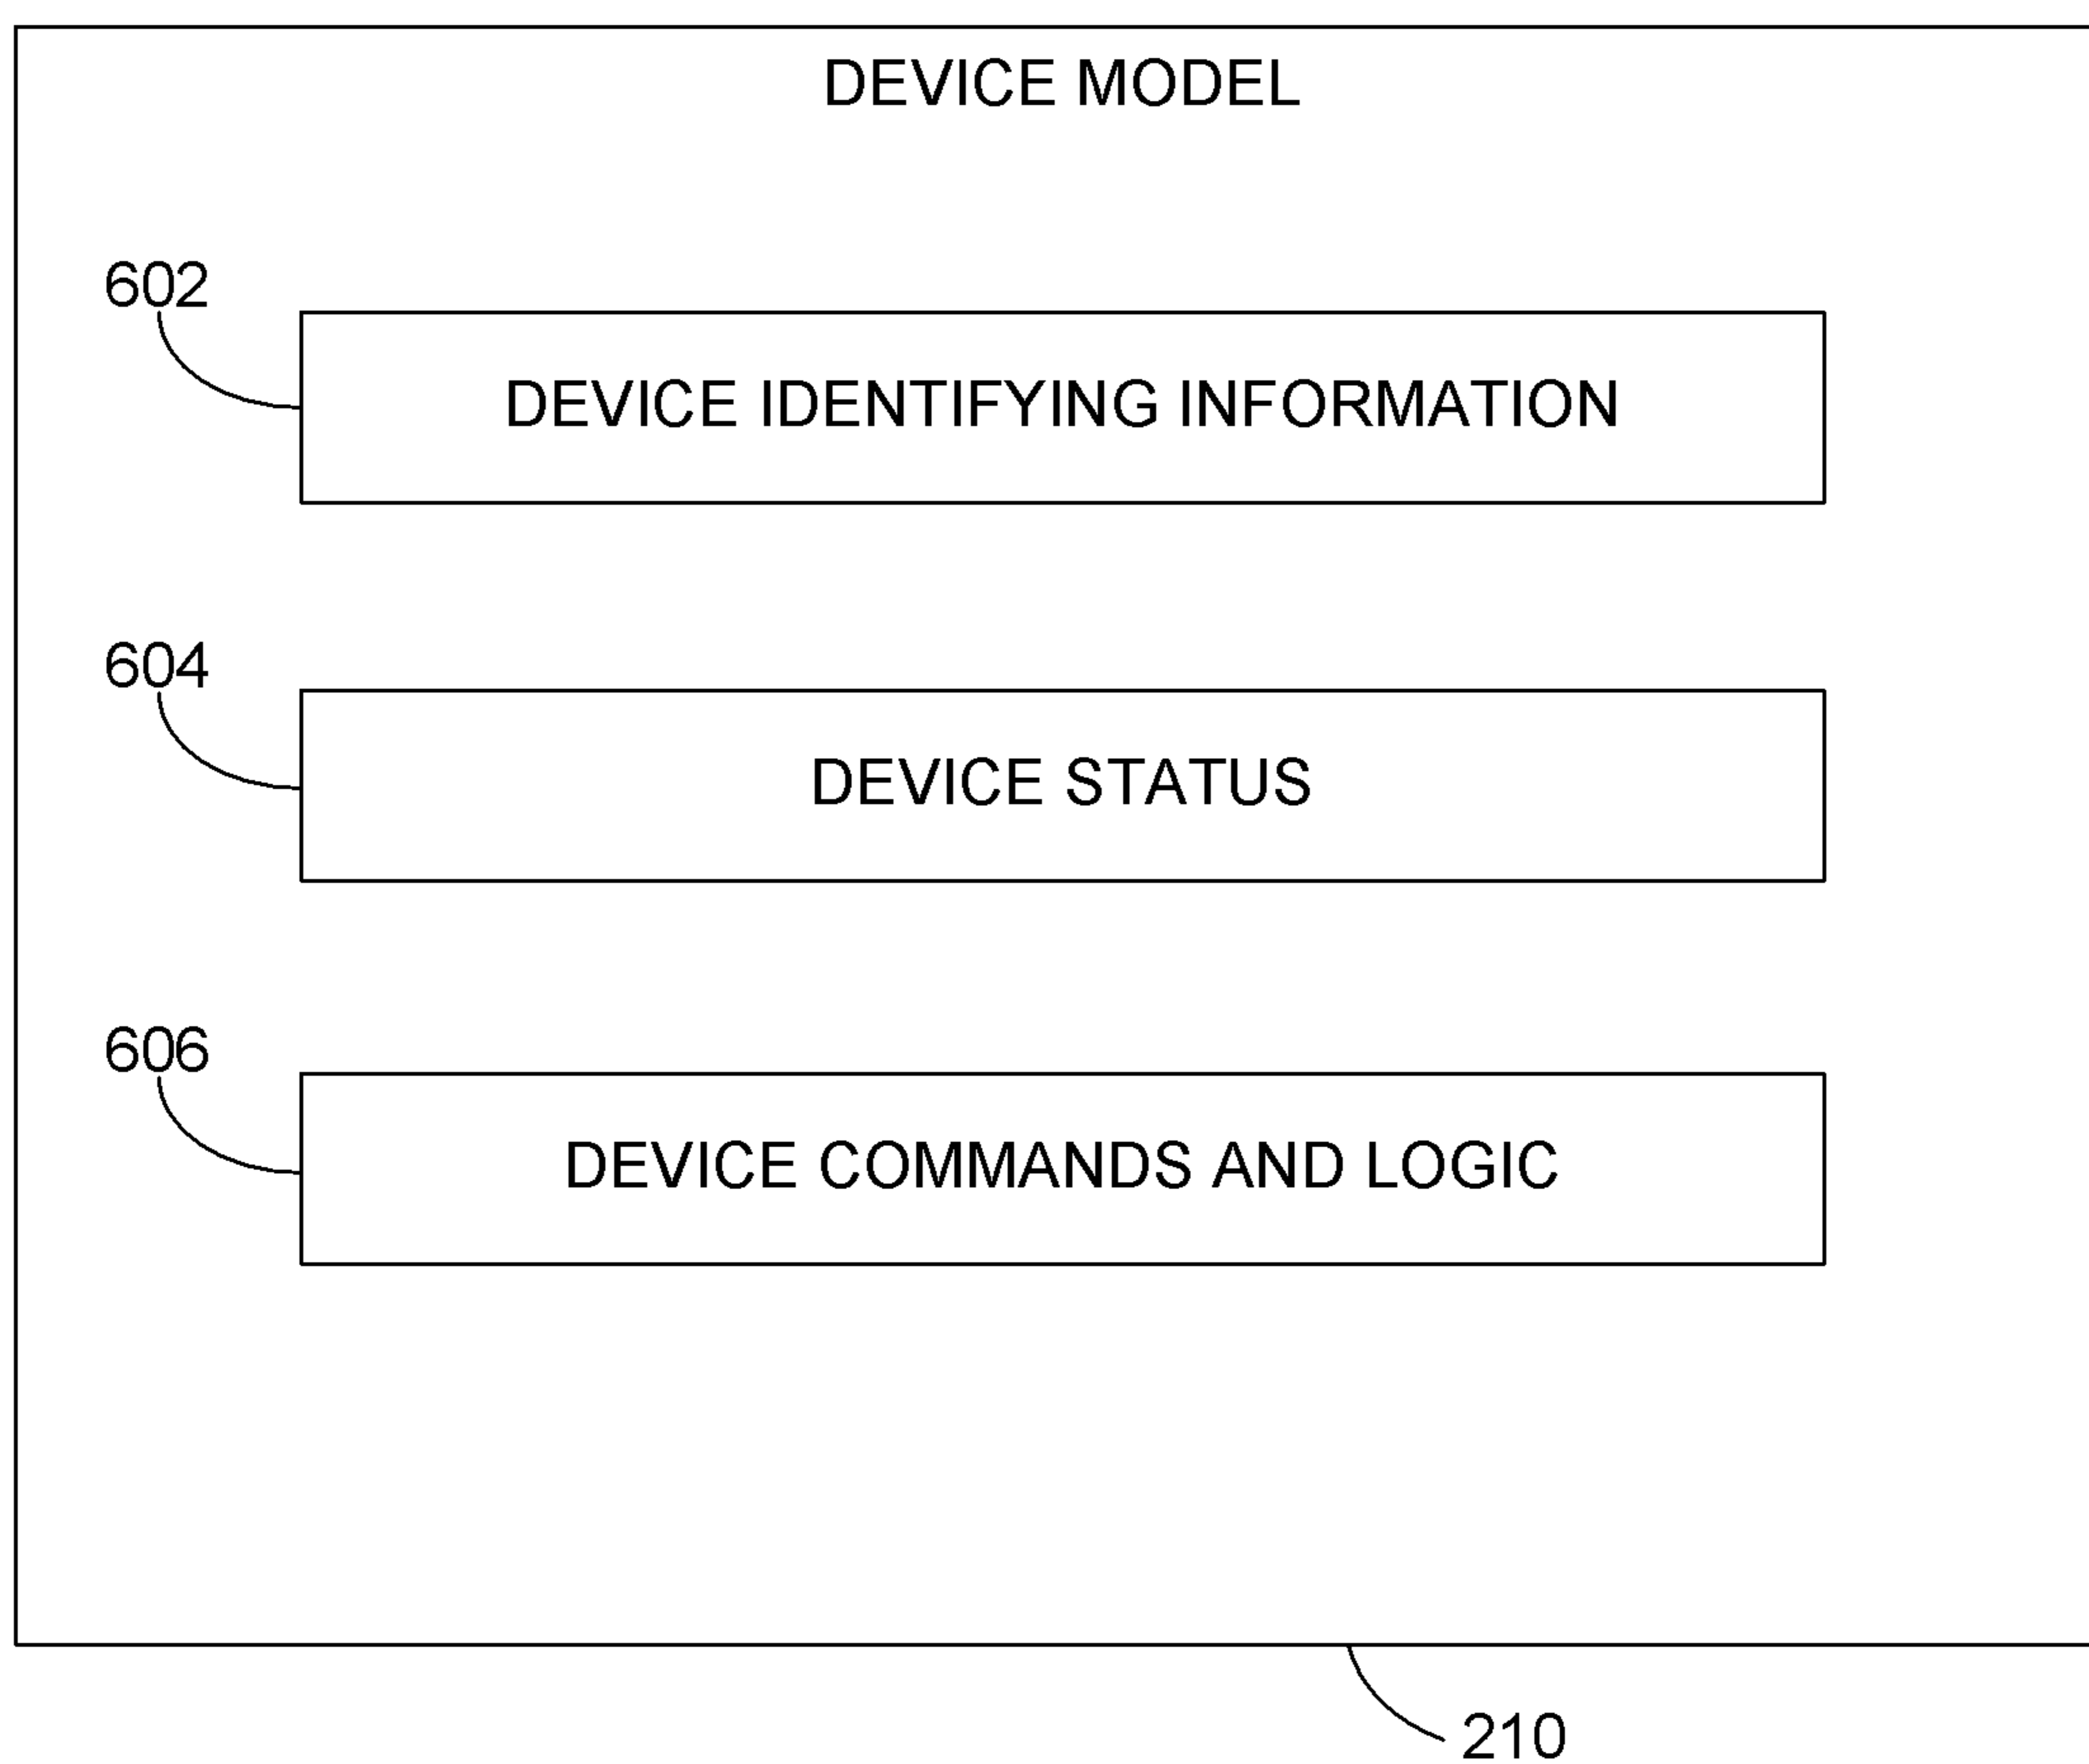 DEVICE MODEL
602
DEVICE IDENTIFYING INFORMATION
604
DEVICE STATUS
606
DEVICE COMMANDS AND LOGIC
210